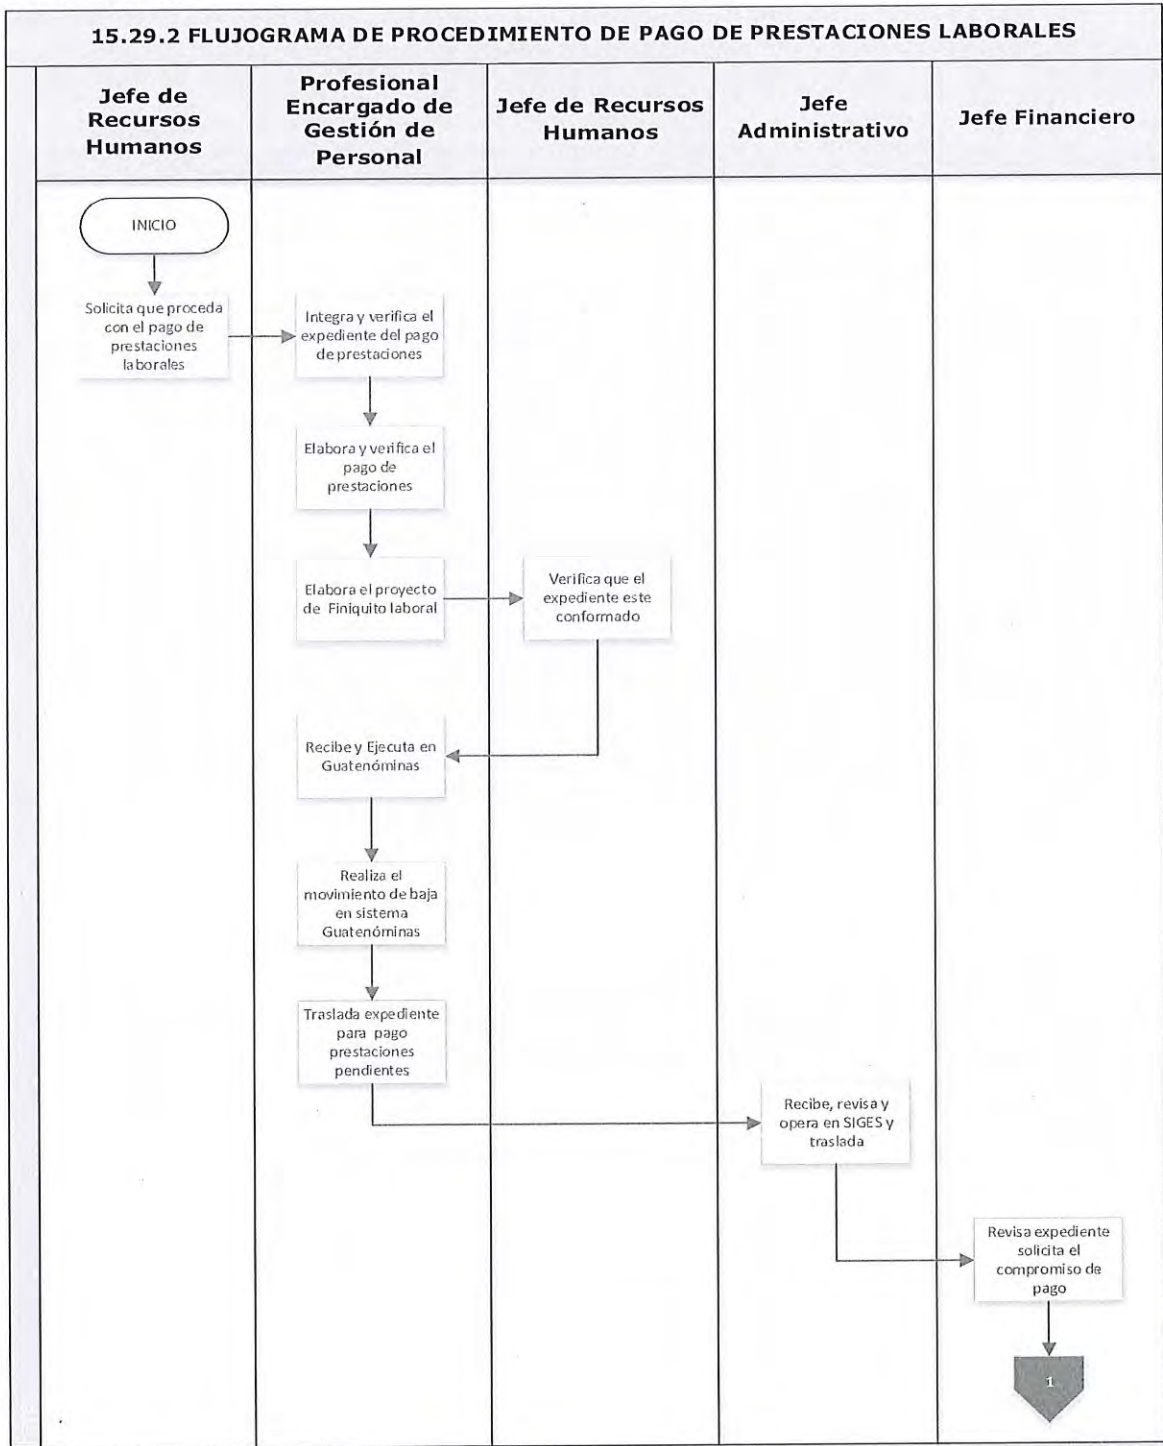 15.29.2 FLUJOGRAMA DE PROCEDIMIENTO DE PAGO DE PRESTACIONES LABORALES
Jefe de
Recursos
Humanos
Profesional
Encargado de
Gestión de
Personal
Jefe de Recursos
Humanos
Jefe
Administrativo
Jefe Financiero
INICIO
Solicita que proceda
con el pago de
prestaciones
laborales
Integra y verifica el
expediente del pago
de prestaciones
Elabora y verifica el
pago de
prestaciones
Elabora el proyecto
de Finiquito laboral
Verifica que el
expediente este
conformado
Recibe y Ejecuta en
Guatenóminas
Realiza el
movimiento de baja
en sistema
Guatenóminas
Traslada expediente
para pago
prestaciones
pendientes
Recibe, revisa y
opera en SIGES y
traslada
Revisa expediente
solicita el
compromiso de
pago
1